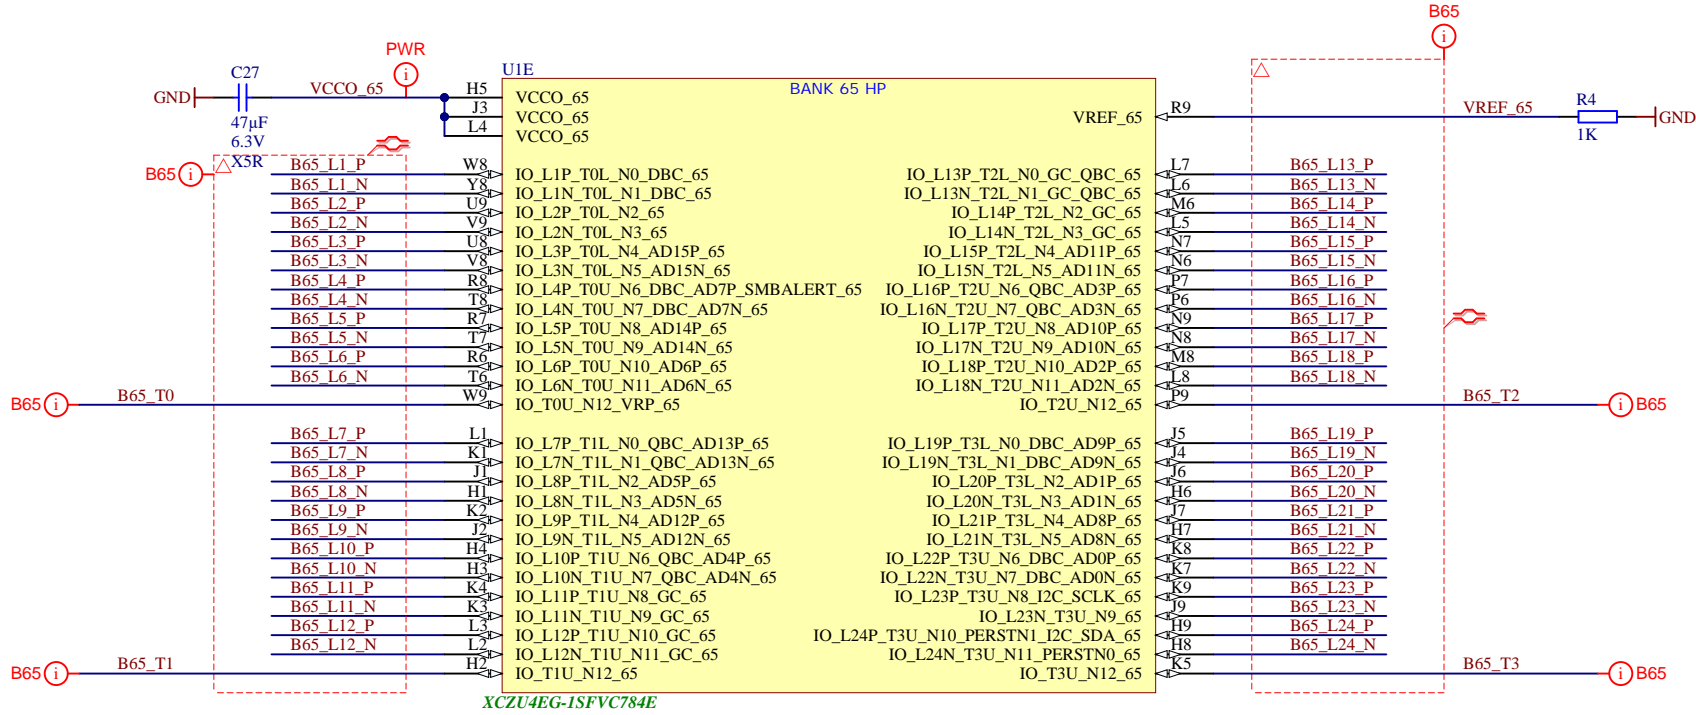 B65
PWR
U1E
C27
BANK 65 HP
GND
VCCO_65
H5
VCCO_65
J3
VCCO_65
L4
VCCO_65
47µF
6.3V
X5R
VREF_65
R9
VREF_65
R4
1K
GND
B65
B65_L1_P W8 IO_L1P_T0L_N0_DBC_65
B65_L1_N Y8 IO_L1N_T0L_N1_DBC_65
B65_L2_P U9 IO_L2P_T0L_N2_65
B65_L2_N V9 IO_L2N_T0L_N3_65
B65_L3_P U8 IO_L3P_T0L_N4_AD15P_65
B65_L3_N V8 IO_L3N_T0L_N5_AD15N_65
B65_L4_P R8 IO_L4P_T0U_N6_DBC_AD7P_SMBALERT_65
B65_L4_N T8 IO_L4N_T0U_N7_DBC_AD7N_65
B65_L5_P R7 IO_L5P_T0U_N8_AD14P_65
B65_L5_N T7 IO_L5N_T0U_N9_AD14N_65
B65_L6_P R6 IO_L6P_T0U_N10_AD6P_65
B65_L6_N T6 IO_L6N_T0U_N11_AD6N_65
B65 B65_T0 W9 IO_T0U_N12_VRP_65
B65_L7_P L1 IO_L7P_T1L_N0_QBC_AD13P_65
B65_L7_N K1 IO_L7N_T1L_N1_QBC_AD13N_65
B65_L8_P J1 IO_L8P_T1L_N2_AD5P_65
B65_L8_N H1 IO_L8N_T1L_N3_AD5N_65
B65_L9_P K2 IO_L9P_T1L_N4_AD12P_65
B65_L9_N J2 IO_L9N_T1L_N5_AD12N_65
B65_L10_P H4 IO_L10P_T1U_N6_QBC_AD4P_65
B65_L10_N H3 IO_L10N_T1U_N7_QBC_AD4N_65
B65_L11_P K4 IO_L11P_T1U_N8_GC_65
B65_L11_N K3 IO_L11N_T1U_N9_GC_65
B65_L12_P L3 IO_L12P_T1U_N10_GC_65
B65_L12_N L2 IO_L12N_T1U_N11_GC_65
B65 B65_T1 H2 IO_T1U_N12_65
IO_L13P_T2L_N0_GC_QBC_65 L7 B65_L13_P
IO_L13N_T2L_N1_GC_QBC_65 L6 B65_L13_N
IO_L14P_T2L_N2_GC_65 M6 B65_L14_P
IO_L14N_T2L_N3_GC_65 L5 B65_L14_N
IO_L15P_T2L_N4_AD11P_65 N7 B65_L15_P
IO_L15N_T2L_N5_AD11N_65 N6 B65_L15_N
IO_L16P_T2U_N6_QBC_AD3P_65 P7 B65_L16_P
IO_L16N_T2U_N7_QBC_AD3N_65 P6 B65_L16_N
IO_L17P_T2U_N8_AD10P_65 N9 B65_L17_P
IO_L17N_T2U_N9_AD10N_65 N8 B65_L17_N
IO_L18P_T2U_N10_AD2P_65 M8 B65_L18_P
IO_L18N_T2U_N11_AD2N_65 L8 B65_L18_N
IO_T2U_N12_65 P9 B65_T2 B65
IO_L19P_T3L_N0_DBC_AD9P_65 J5 B65_L19_P
IO_L19N_T3L_N1_DBC_AD9N_65 J4 B65_L19_N
IO_L20P_T3L_N2_AD1P_65 J6 B65_L20_P
IO_L20N_T3L_N3_AD1N_65 H6 B65_L20_N
IO_L21P_T3L_N4_AD8P_65 J7 B65_L21_P
IO_L21N_T3L_N5_AD8N_65 H7 B65_L21_N
IO_L22P_T3U_N6_DBC_AD0P_65 K8 B65_L22_P
IO_L22N_T3U_N7_DBC_AD0N_65 K7 B65_L22_N
IO_L23P_T3U_N8_I2C_SCLK_65 K9 B65_L23_P
IO_L23N_T3U_N9_65 J9 B65_L23_N
IO_L24P_T3U_N10_PERSTN1_I2C_SDA_65 H9 B65_L24_P
IO_L24N_T3U_N11_PERSTN0_65 H8 B65_L24_N
IO_T3U_N12_65 K5 B65_T3 B65
XCZU4EG-1SFVC784E